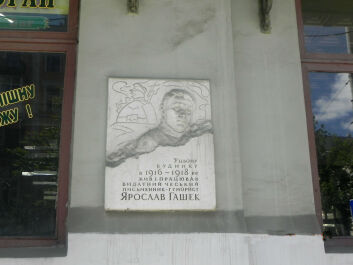 У ЦЬОМУ
БУДИНКУ
в 1916–1918 рр
ЖИВ І ПРАЦЮВАВ
ВИДАТНИЙ ЧЕСЬКИЙ
ПИСЬМЕННИК-ГУМОРИСТ
ЯРОСЛАВ ГАШЕК